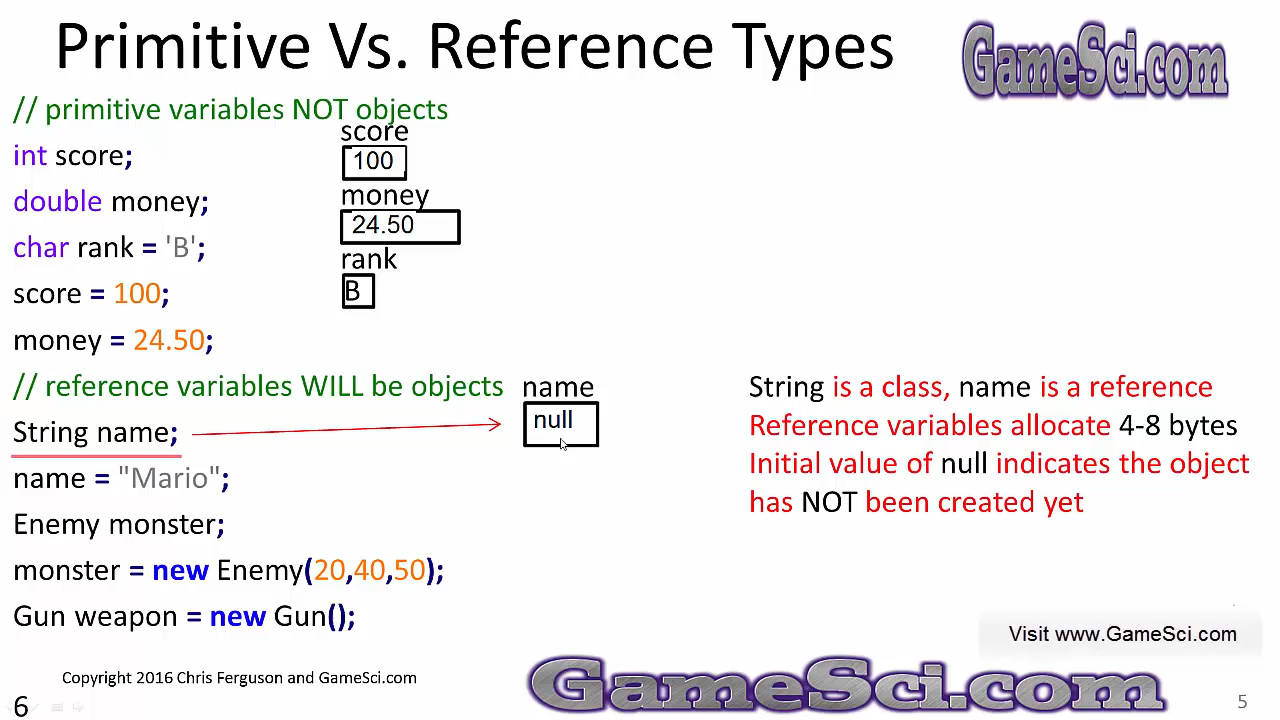 Primitive Vs. Reference Types
GameSci.com
// primitive variables NOT objects
int score;
double money;
char rank = 'B';
score = 100;
money = 24.50;
// reference variables WILL be objects
String name;
name = "Mario";
Enemy monster;
monster = new Enemy(20,40,50);
Gun weapon = new Gun();
score
100
money
24.50
rank
B
name
null
String is a class, name is a reference
Reference variables allocate 4-8 bytes
Initial value of null indicates the object
has NOT been created yet
Visit www.GameSci.com
Copyright 2016 Chris Ferguson and GameSci.com
GameSci.com
5
6